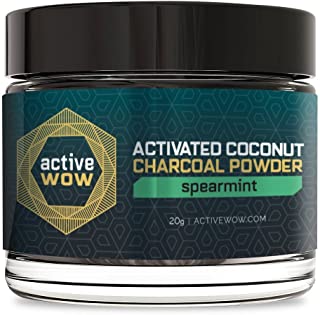 active
WOW
ACTIVATED COCONUT
CHARCOAL POWDER
spearmint
20g | ACTIVEWOW.COM